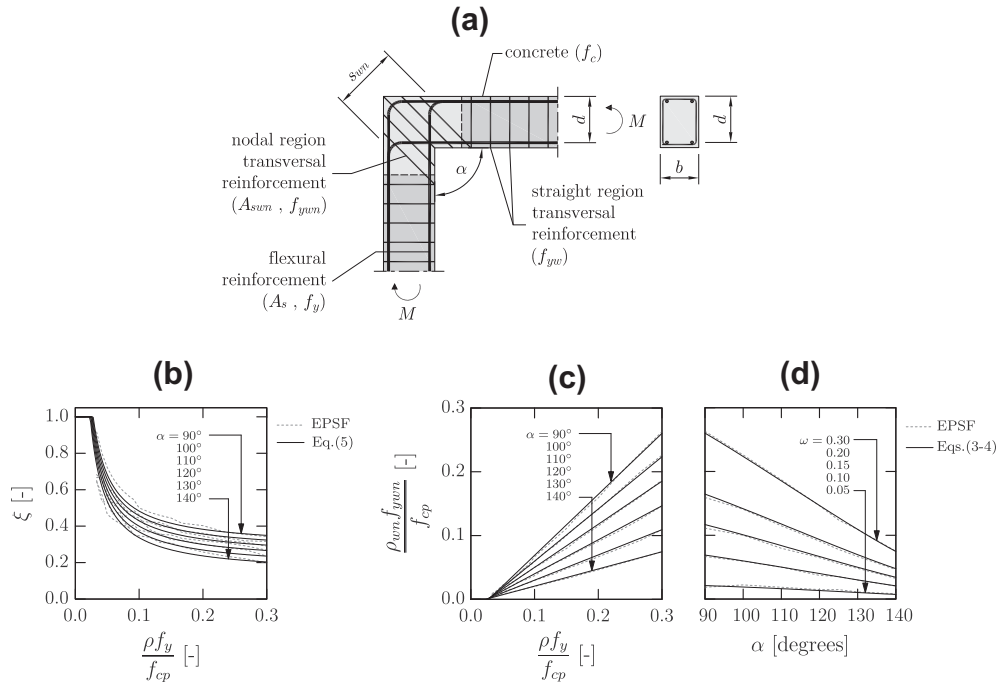 (a)
concrete (f_c)
s_wn
d
M
d
nodal region
transversal
reinforcement
(A_swn , f_ywn)
α
b
straight region
transversal
reinforcement
(f_yw)
flexural
reinforcement
(A_s , f_y)
M
(b)
1.0
0.8
0.6
0.4
0.2
0.0
ξ [-]
α = 90°
100°
110°
120°
130°
140°
EPSF
Eq.(5)
0.0 0.1 0.2 0.3
ρ f_y / f_cp [-]
(c)
0.3
0.2
0.1
0.0
ρ_wn f_ywn / f_cp [-]
α = 90°
100°
110°
120°
130°
140°
0.0 0.1 0.2 0.3
ρ f_y / f_cp [-]
(d)
ω = 0.30
0.20
0.15
0.10
0.05
EPSF
Eqs.(3-4)
90 100 110 120 130 140
α [degrees]